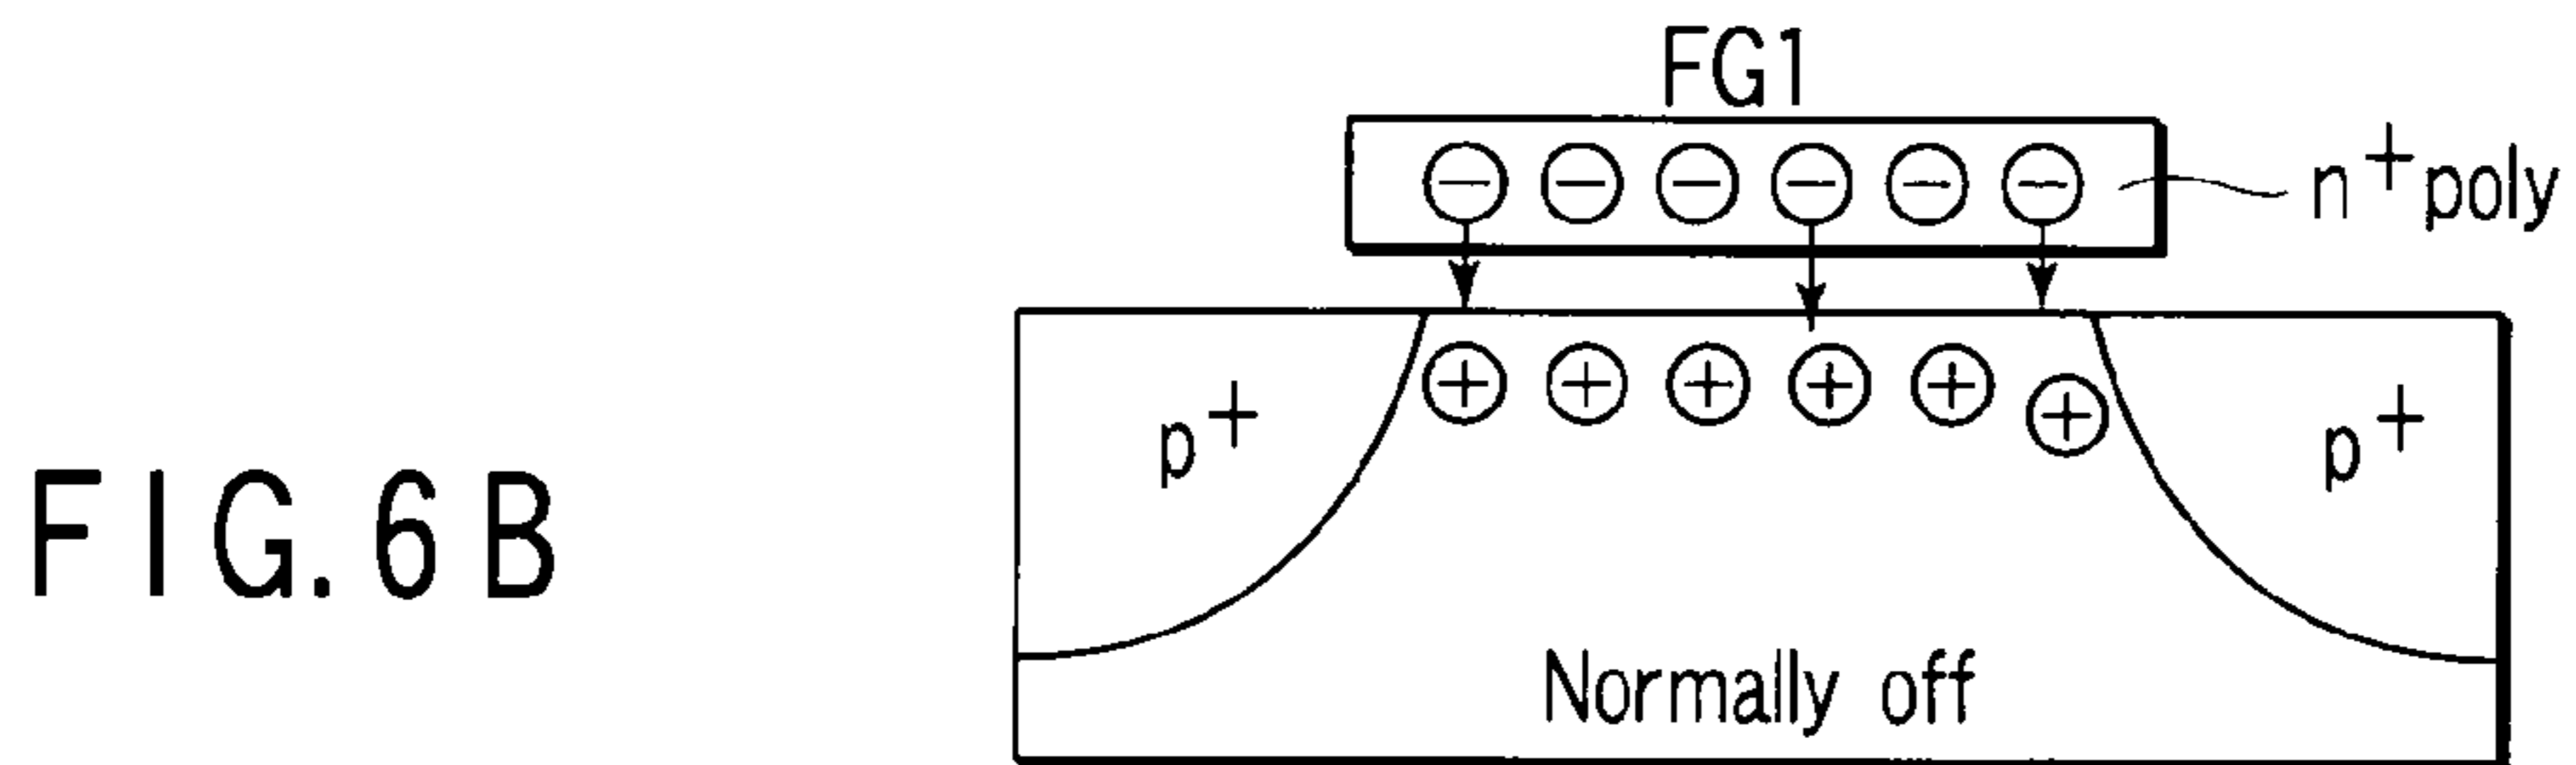 FG1
n+poly
p+
p+
FIG. 6B
Normally off